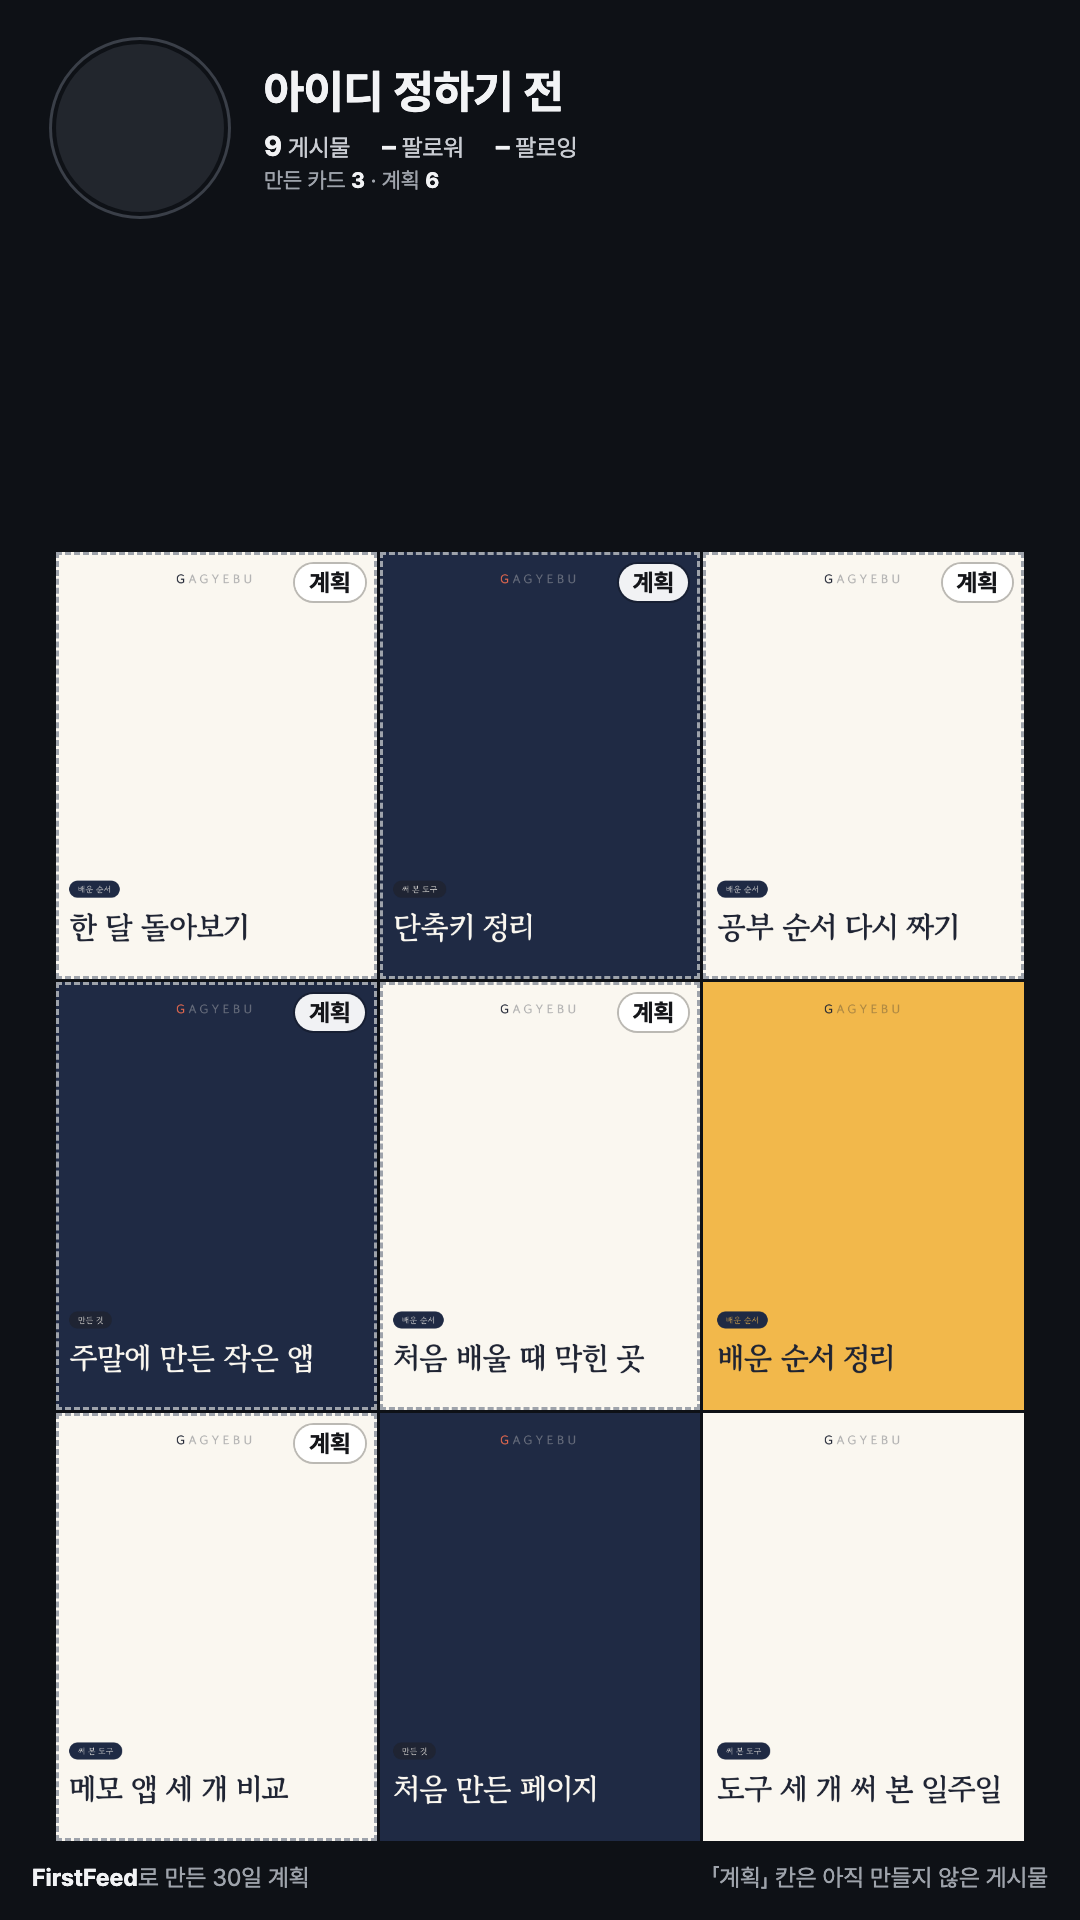 아이디 정하기 전
9 게시물 – 팔로워 – 팔로잉
만든 카드 3 · 계획 6
GAGYEBU
계획
배운 순서
한 달 돌아보기
GAGYEBU
계획
써 본 도구
단축키 정리
GAGYEBU
계획
배운 순서
공부 순서 다시 짜기
GAGYEBU
계획
만든 것
주말에 만든 작은 앱
GAGYEBU
계획
배운 순서
처음 배울 때 막힌 곳
GAGYEBU
배운 순서
배운 순서 정리
GAGYEBU
계획
써 본 도구
메모 앱 세 개 비교
GAGYEBU
만든 것
처음 만든 페이지
GAGYEBU
써 본 도구
도구 세 개 써 본 일주일
FirstFeed로 만든 30일 계획
「계획」 칸은 아직 만들지 않은 게시물